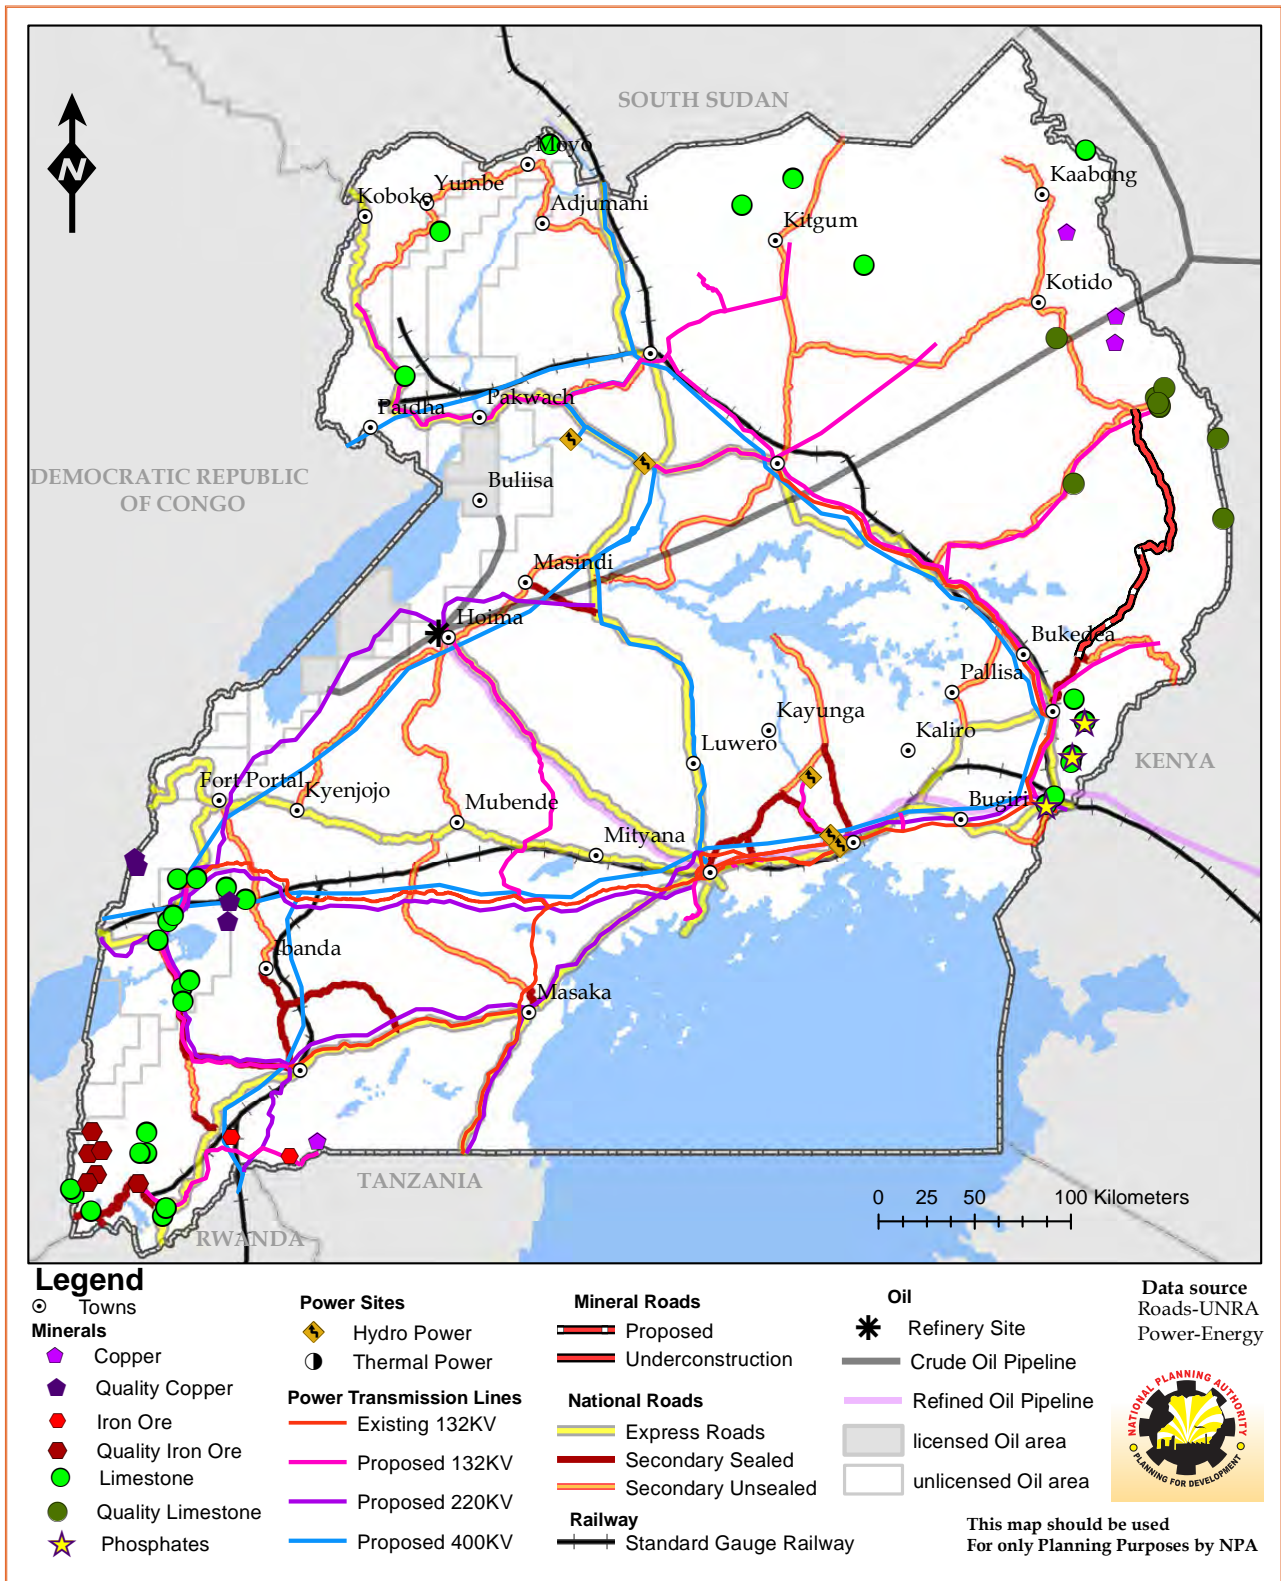 SOUTH SUDAN
N
Moyo
Yumbe
Koboko
Adjumani
Kaabong
Kitgum
Kotido
Pakwach
Paidha
DEMOCRATIC REPUBLIC
OF CONGO
Buliisa
Masindi
Hoima
Bukedea
Pallisa
Kayunga
Kaliro
Luwero
KENYA
Fort Portal
Kyenjojo
Mubende
Bugiri
Mityana
Ibanda
Masaka
TANZANIA
RWANDA
0 25 50 100 Kilometers
Legend
Towns
Minerals
Copper
Quality Copper
Iron Ore
Quality Iron Ore
Limestone
Quality Limestone
Phosphates
Power Sites
Hydro Power
Thermal Power
Power Transmission Lines
Existing 132KV
Proposed 132KV
Proposed 220KV
Proposed 400KV
Mineral Roads
Proposed
Underconstruction
National Roads
Express Roads
Secondary Sealed
Secondary Unsealed
Railway
Standard Gauge Railway
Oil
Refinery Site
Crude Oil Pipeline
Refined Oil Pipeline
licensed Oil area
unlicensed Oil area
Data source
Roads-UNRA
Power-Energy
NATIONAL PLANNING AUTHORITY
PLANNING FOR DEVELOPMENT
This map should be used
For only Planning Purposes by NPA